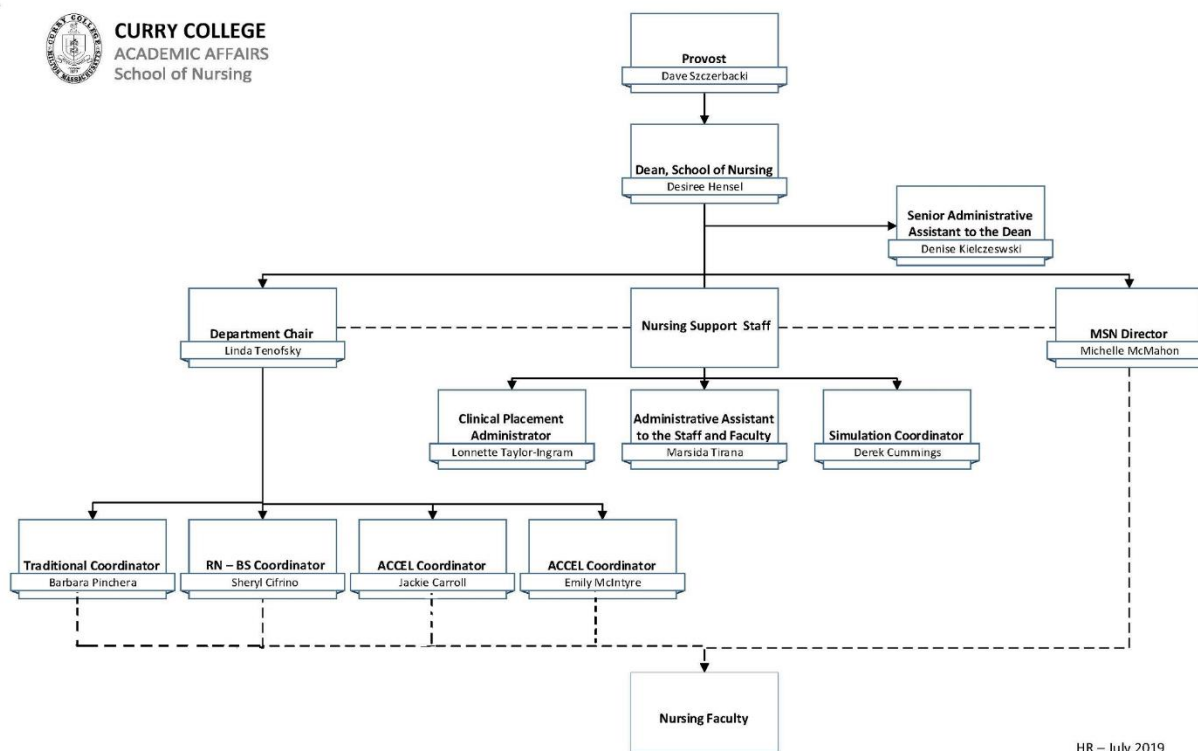 CURRY COLLEGE
ACADEMIC AFFAIRS
School of Nursing
Provost
Dave Szczerbacki
Dean, School of Nursing
Desiree Hensel
Senior Administrative
Assistant to the Dean
Denise Kielczeswski
Department Chair
Linda Tenofsky
Nursing Support Staff
MSN Director
Michelle McMahon
Clinical Placement
Administrator
Lonnette Taylor-Ingram
Administrative Assistant
to the Staff and Faculty
Marsida Tirana
Simulation Coordinator
Derek Cummings
Traditional Coordinator
Barbara Pinchera
RN – BS Coordinator
Sheryl Cifrino
ACCEL Coordinator
Jackie Carroll
ACCEL Coordinator
Emily McIntyre
Nursing Faculty
HR – July 2019